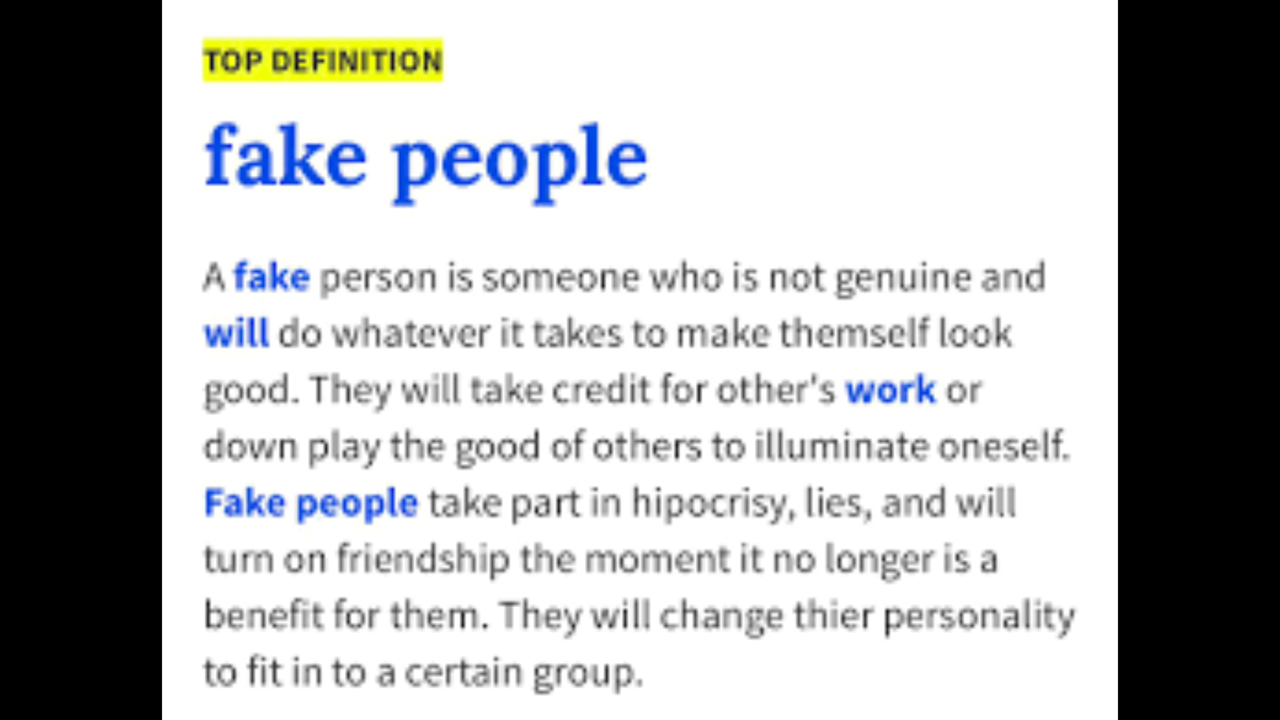 TOP DEFINITION
fake people
A fake person is someone who is not genuine and
will do whatever it takes to make themself look
good. They will take credit for other's work or
down play the good of others to illuminate oneself.
Fake people take part in hipocrisy, lies, and will
turn on friendship the moment it no longer is a
benefit for them. They will change thier personality
to fit in to a certain group.